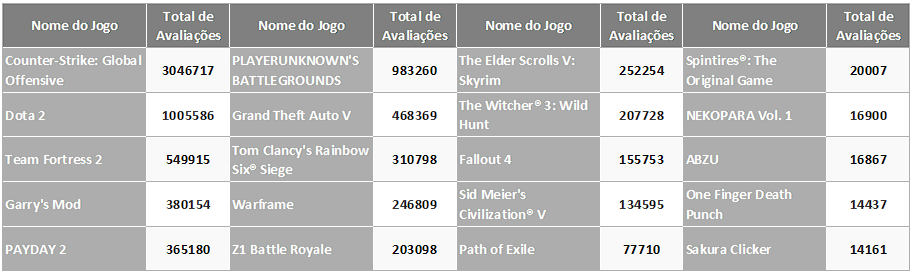 Nome do Jogo Total de Avaliações Nome do Jogo Total de Avaliações Nome do Jogo Total de Avaliações Nome do Jogo Total de Avaliações
Counter-Strike: Global Offensive 3046717 PLAYERUNKNOWN'S BATTLEGROUNDS 983260 The Elder Scrolls V: Skyrim 252254 Spintires®: The Original Game 20007
Dota 2 1005586 Grand Theft Auto V 468369 The Witcher® 3: Wild Hunt 207728 NEKOPARA Vol. 1 16900
Team Fortress 2 549915 Tom Clancy's Rainbow Six® Siege 310798 Fallout 4 155753 ABZU 16867
Garry's Mod 380154 Warframe 246809 Sid Meier's Civilization® V 134595 One Finger Death Punch 14437
PAYDAY 2 365180 Z1 Battle Royale 203098 Path of Exile 77710 Sakura Clicker 14161